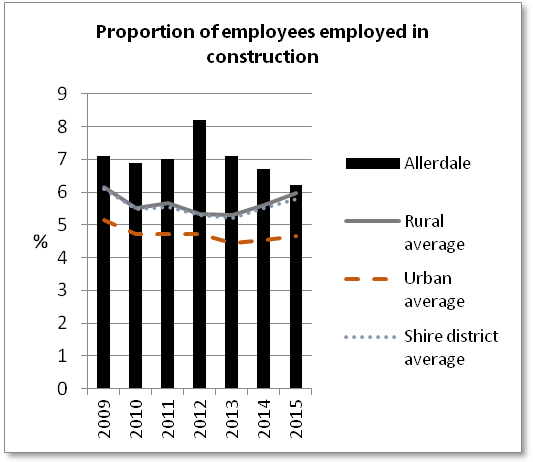 Proportion of employees employed in
construction
9
8
7
6
5
4
3
2
1
0
%
2009
2010
2011
2012
2013
2014
2015
Allerdale
Rural
average
Urban
average
Shire district
average